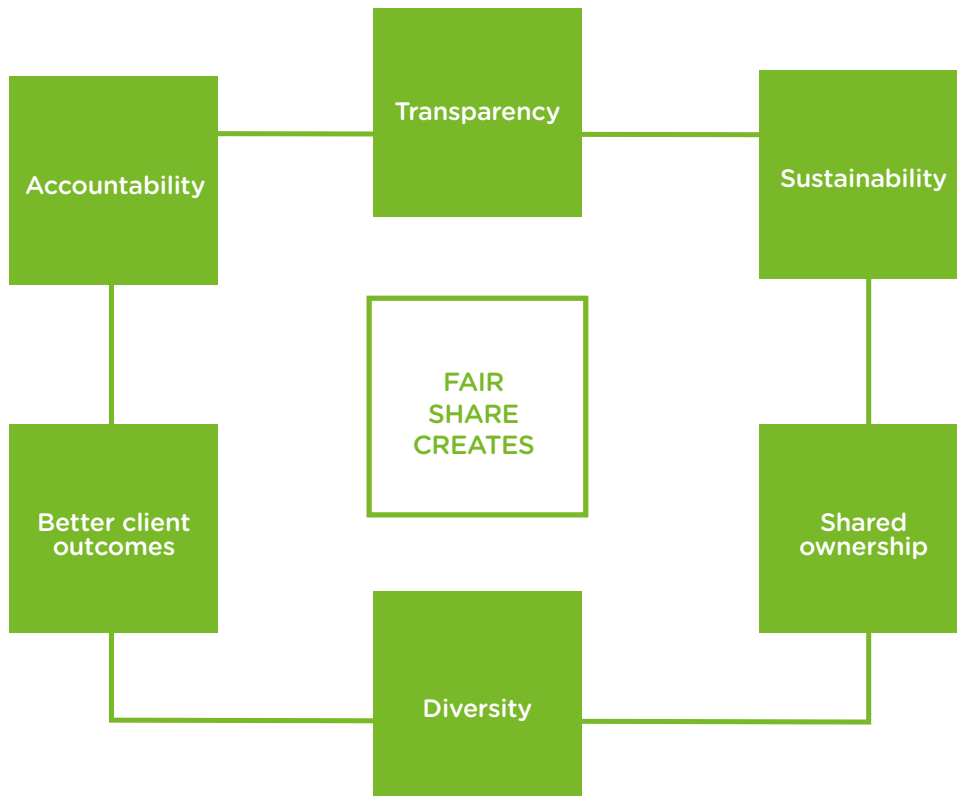 Transparency
Accountability
Sustainability
FAIR
SHARE
CREATES
Better client
outcomes
Shared
ownership
Diversity